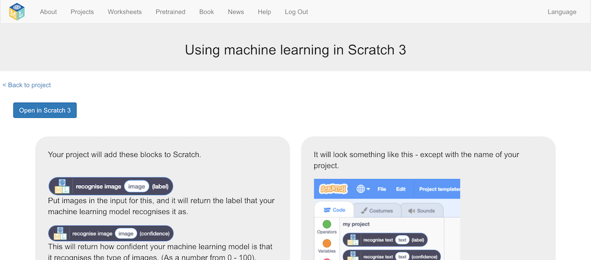 About Projects Worksheets Pretrained Book News Help Log Out Language
Using machine learning in Scratch 3
< Back to project
Open in Scratch 3
Your project will add these blocks to Scratch.
recognise image image (label)
Put images in the input for this, and it will return the label that your
machine learning model recognises it as.
recognise image image (confidence)
This will return how confident your machine learning model is that
it recognises the type of images. (As a number from 0 - 100).
It will look something like this - except with the name of your
project.
SCRATCH File Edit Project templates
Code Costumes Sounds
my project
Operators
recognise text text (label)
Variables
recognise text text (confidence)